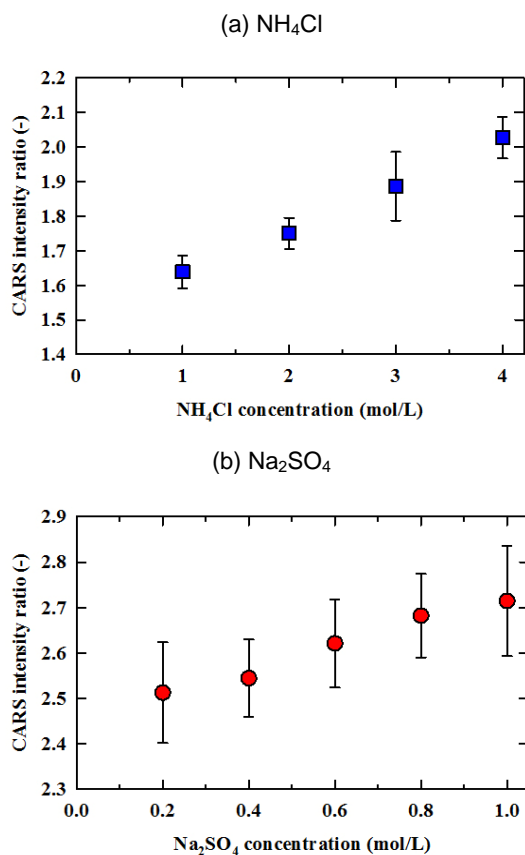 (a) NH₄Cl
2.2
2.1
2.0
1.9
1.8
1.7
1.6
1.5
1.4
CARS intensity ratio (-)
0 1 2 3 4
NH₄Cl concentration (mol/L)
(b) Na₂SO₄
2.9
2.8
2.7
2.6
2.5
2.4
2.3
CARS intensity ratio (-)
0.0 0.2 0.4 0.6 0.8 1.0
Na₂SO₄ concentration (mol/L)